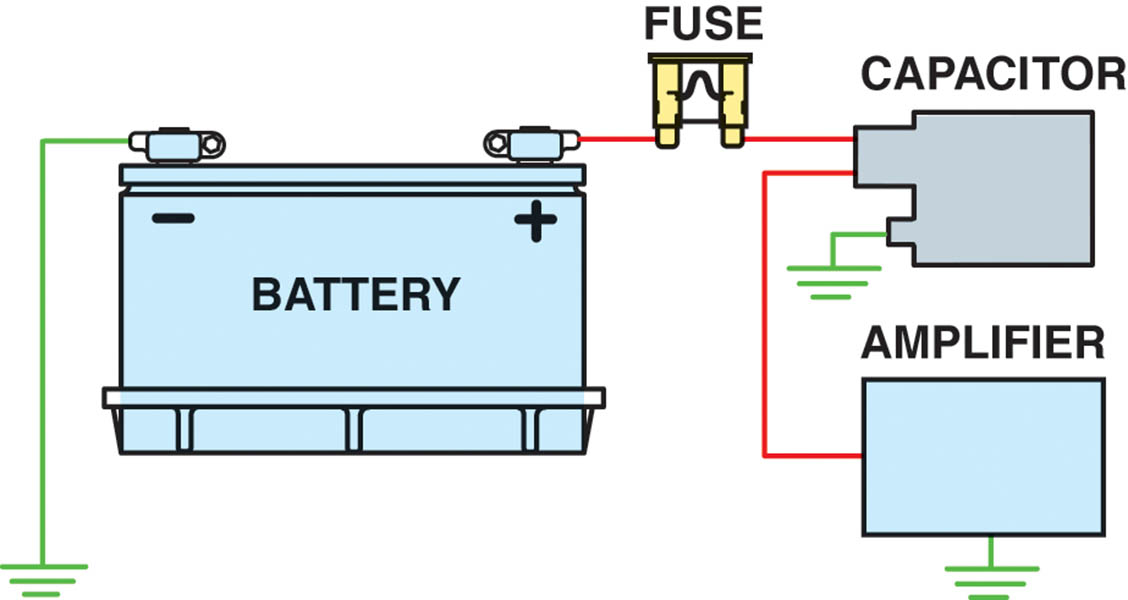 FUSE
CAPACITOR
− +
BATTERY
AMPLIFIER